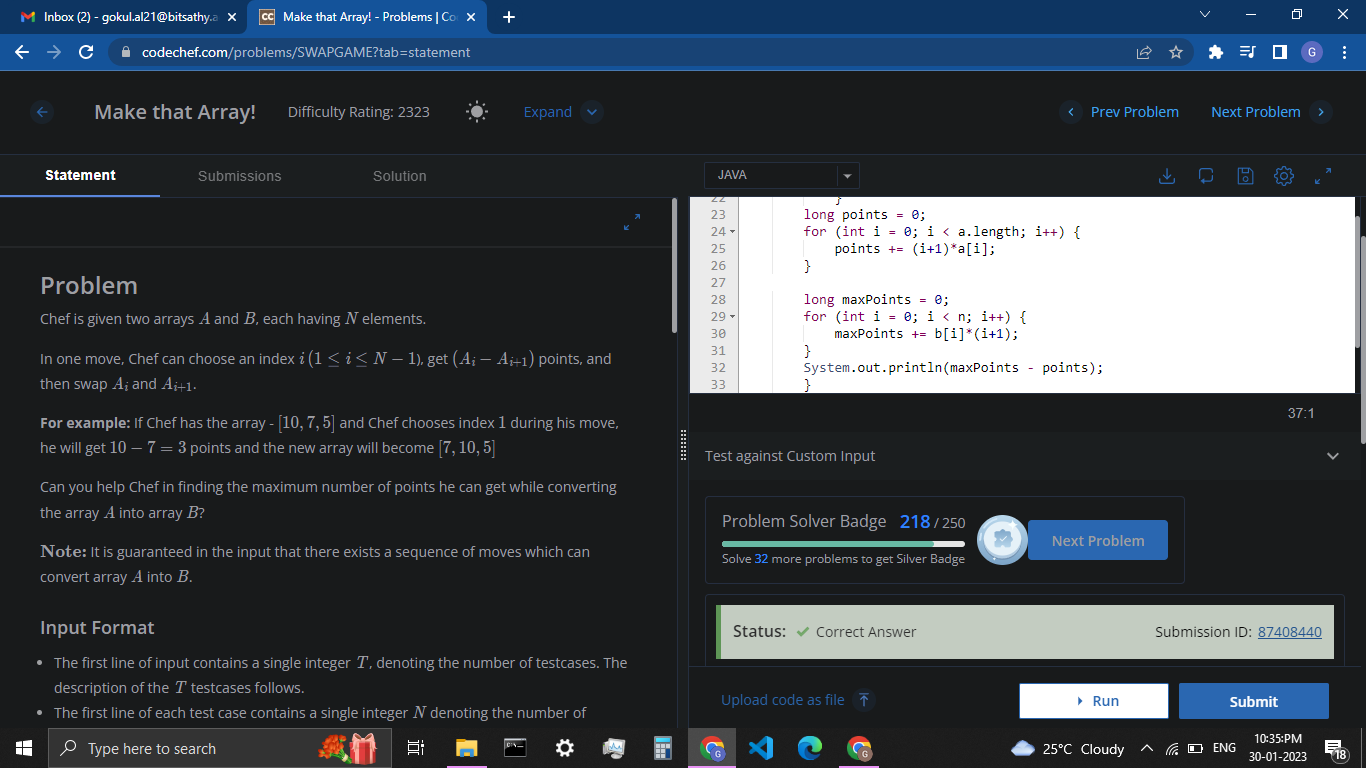 Inbox (2) - gokul.al21@bitsathy.a
Make that Array! - Problems | Co
codechef.com/problems/SWAPGAME?tab=statement
G
Make that Array!
Difficulty Rating: 2323
Expand
Prev Problem
Next Problem
Statement
Submissions
Solution
JAVA
Problem
Chef is given two arrays A and B, each having N elements.
In one move, Chef can choose an index i (1 ≤ i ≤ N − 1), get (A_i − A_{i+1}) points, and
then swap A_i and A_{i+1}.
For example: If Chef has the array - [10, 7, 5] and Chef chooses index 1 during his move,
he will get 10 − 7 = 3 points and the new array will become [7, 10, 5]
Can you help Chef in finding the maximum number of points he can get while converting
the array A into array B?
Note: It is guaranteed in the input that there exists a sequence of moves which can
convert array A into B.
Input Format
• The first line of input contains a single integer T, denoting the number of testcases. The
description of the T testcases follows.
• The first line of each test case contains a single integer N denoting the number of
22 }
23 long points = 0;
24 for (int i = 0; i < a.length; i++) {
25 points += (i+1)*a[i];
26 }
27
28 long maxPoints = 0;
29 for (int i = 0; i < n; i++) {
30 maxPoints += b[i]*(i+1);
31 }
32 System.out.println(maxPoints - points);
33 }
37:1
Test against Custom Input
Problem Solver Badge 218 / 250
Solve 32 more problems to get Silver Badge
Next Problem
Status: ✓ Correct Answer
Submission ID: 87408440
Upload code as file
Run
Submit
Type here to search
25°C Cloudy
ENG
10:35:PM
30-01-2023
18